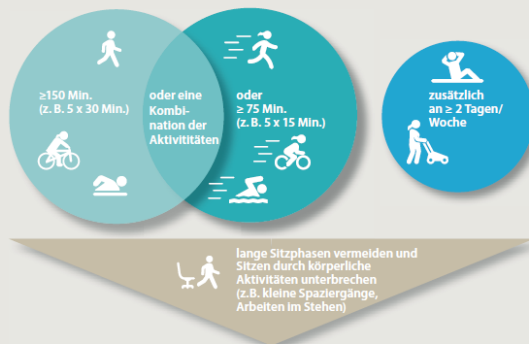 ≥150 Min.
(z. B. 5 x 30 Min.)
oder eine
Kombi-
nation der
Aktivititäten
oder
≥ 75 Min.
(z. B. 5 x 15 Min.)
zusätzlich
an ≥ 2 Tagen/
Woche
lange Sitzphasen vermeiden und
Sitzen durch körperliche
Aktivitäten unterbrechen
(z.B. kleine Spaziergänge,
Arbeiten im Stehen)